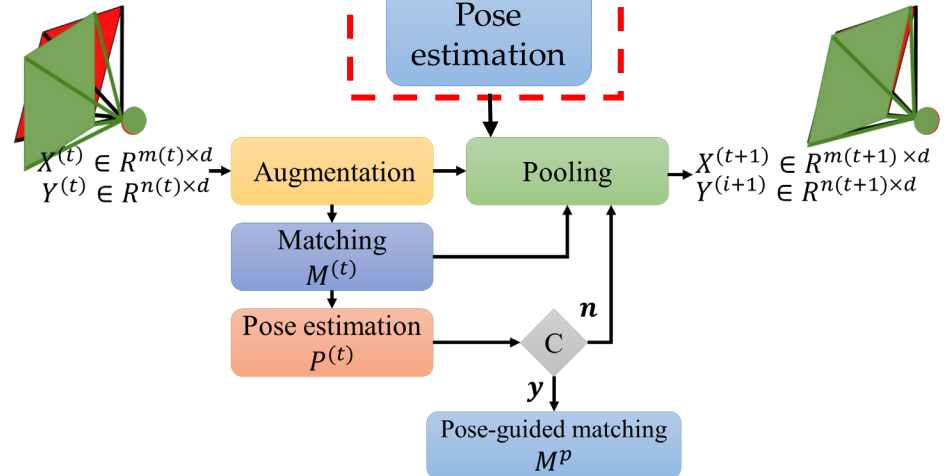 Pose
estimation
X^{(t)} ∈ R^{m(t)×d}
Y^{(t)} ∈ R^{n(t)×d}
Augmentation
Pooling
X^{(t+1)} ∈ R^{m(t+1)×d}
Y^{(i+1)} ∈ R^{n(t+1)×d}
Matching
M^{(t)}
Pose estimation
P^{(t)}
C
n
y
Pose-guided matching
M^p